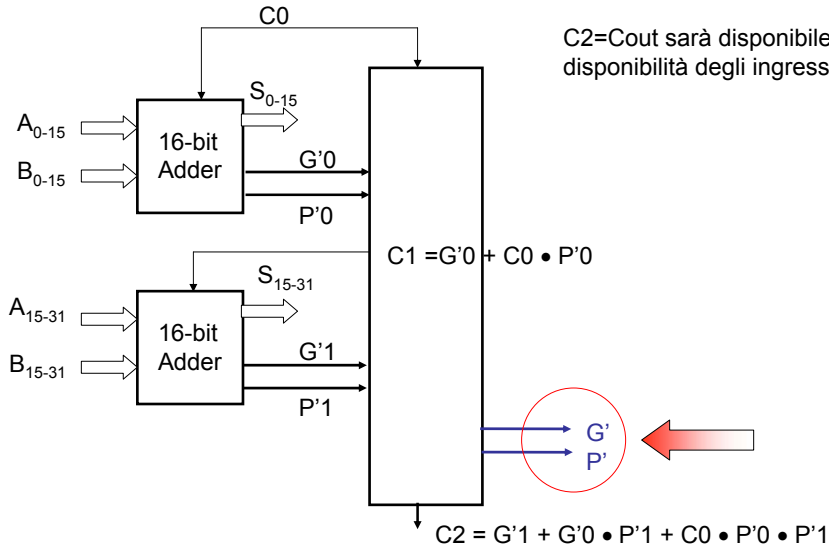 C0
C2=Cout sarà disponibile
disponibilità degli ingress
S0-15
A0-15
16-bit
Adder
B0-15
G'0
P'0
C1 =G'0 + C0 • P'0
S15-31
A15-31
16-bit
Adder
B15-31
G'1
P'1
G'
P'
C2 = G'1 + G'0 • P'1 + C0 • P'0 • P'1